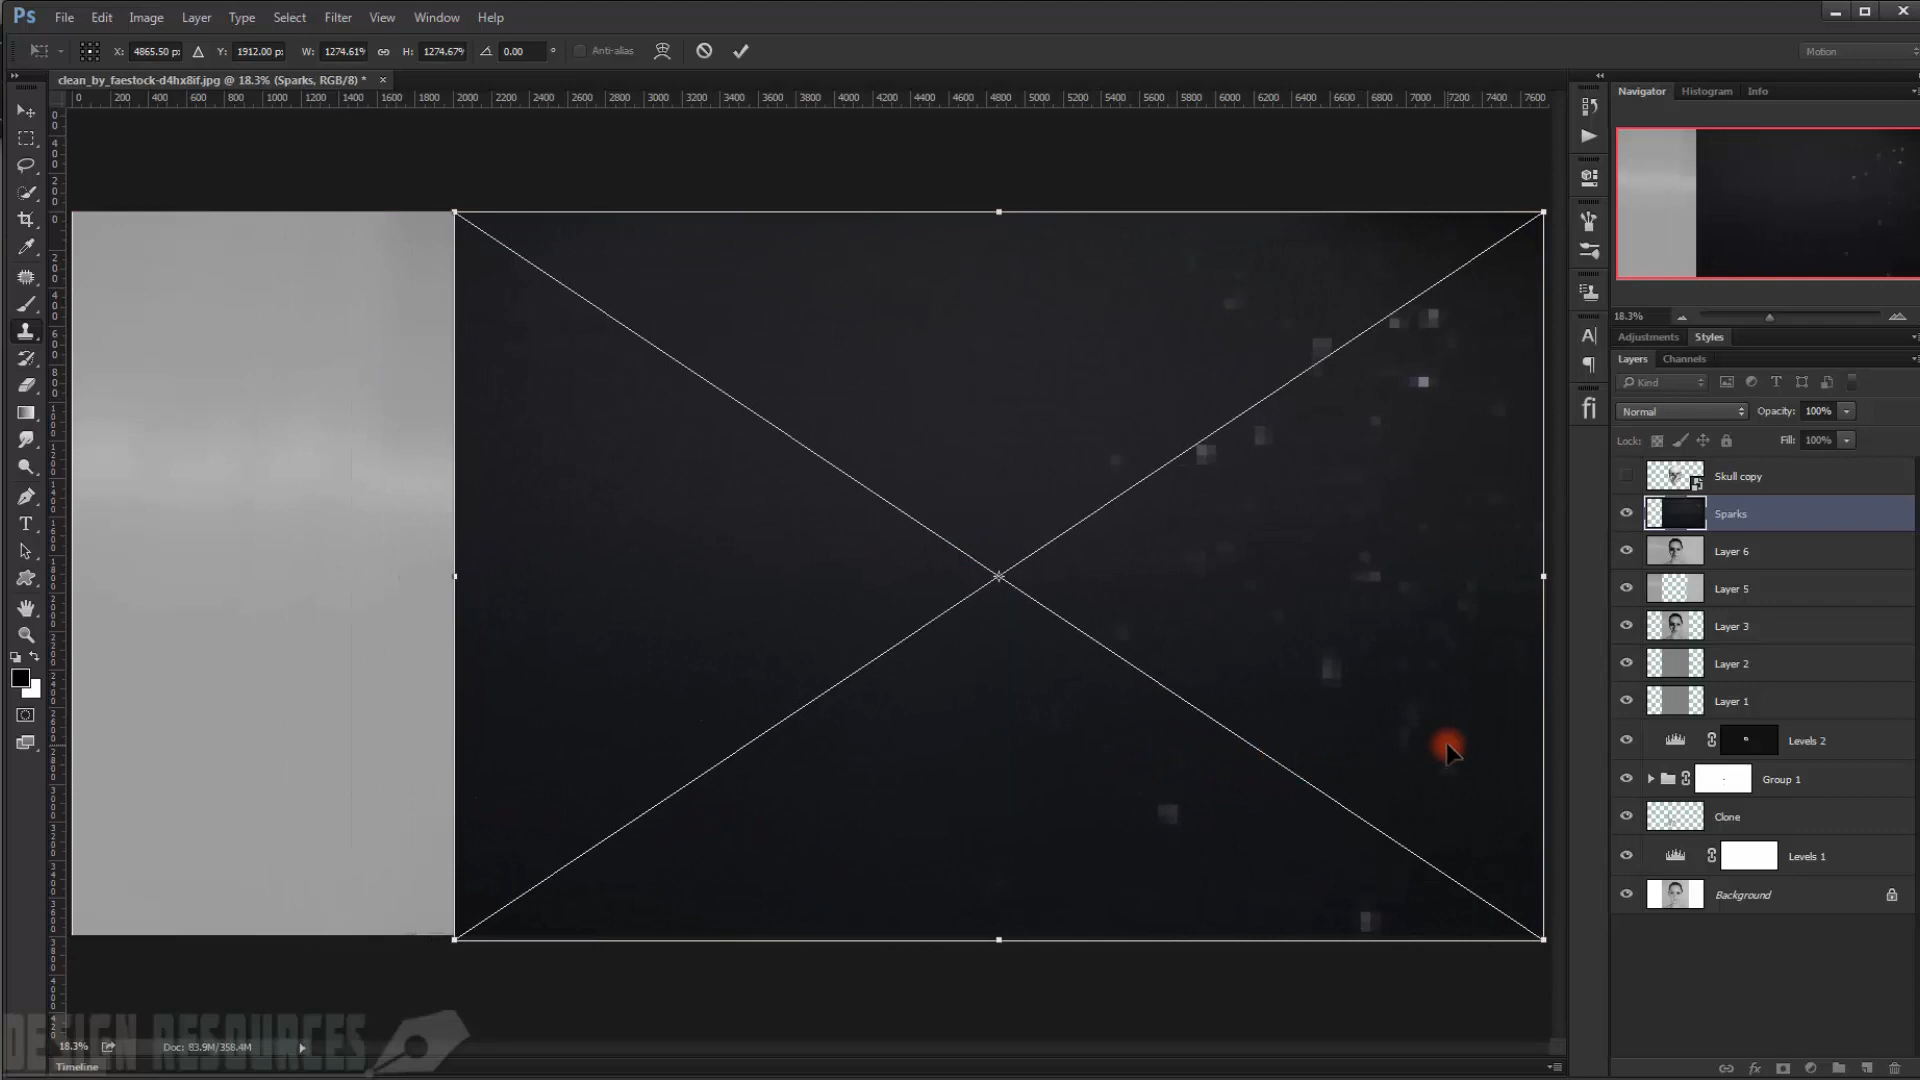 Ps File Edit Image Layer Type Select Filter View Window Help
X: 4865.50 p: Y: 1912.00 p: W: 1274.61% H: 1274.67% 0.00 ° Anti-alias Motion
clean_by_faestock-d4hx8if.jpg @ 18.3% (Sparks, RGB/8) * ×
0 200 400 600 800 1000 1200 1400 1600 1800 2000 2200 2400 2600 2800 3000 3200 3400 3600 3800 4000 4200 4400 4600 4800 5000 5200 5400 5600 5800 6000 6200 6400 6600 6800 7000 7200 7400 7600
Navigator Histogram Info
18.3%
Adjustments Styles
Layers Channels
Kind
Normal Opacity: 100%
Lock: Fill: 100%
Skull copy
Sparks
Layer 6
Layer 5
Layer 3
Layer 2
Layer 1
Levels 2
Group 1
Clone
Levels 1
Background
DESIGN RESOURCES
18.3% Doc: 83.9M/358.4M
Timeline